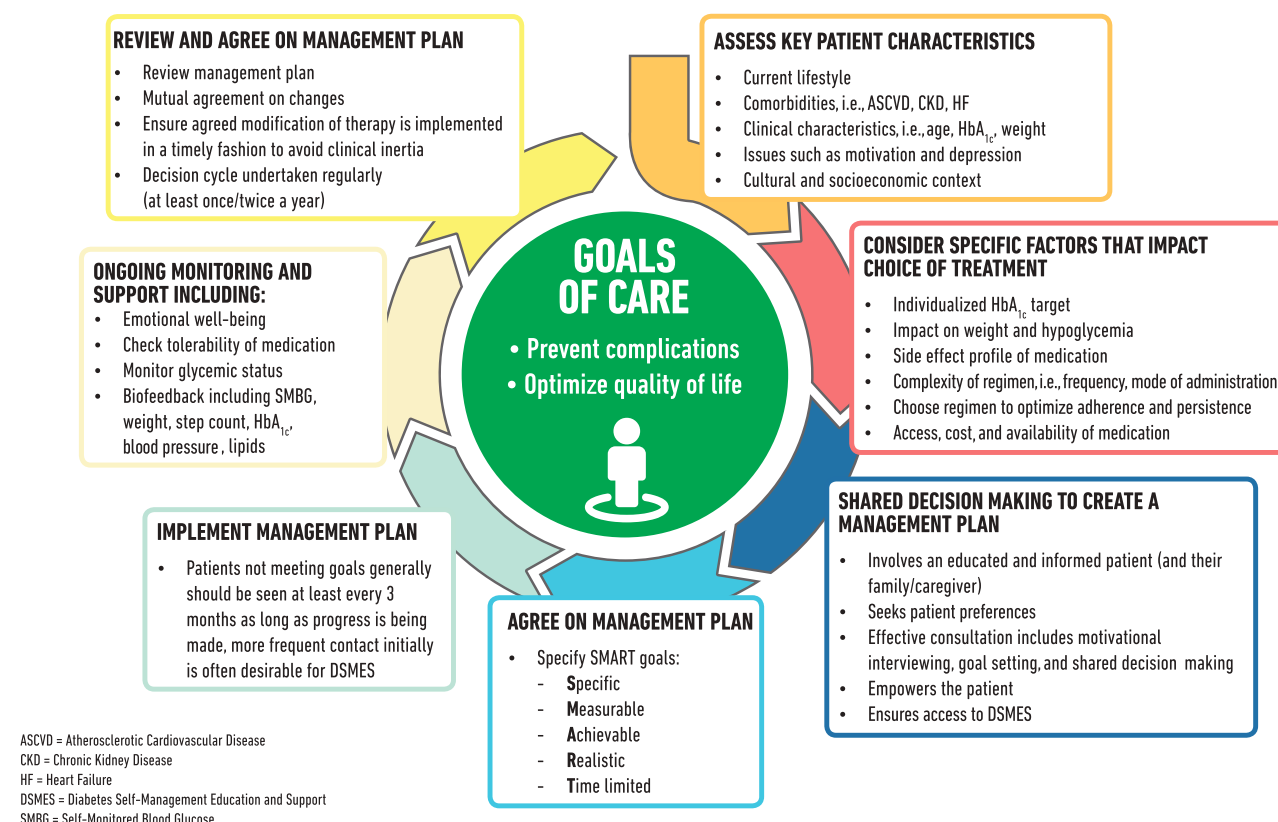 REVIEW AND AGREE ON MANAGEMENT PLAN
• Review management plan
• Mutual agreement on changes
• Ensure agreed modification of therapy is implemented
in a timely fashion to avoid clinical inertia
• Decision cycle undertaken regularly
(at least once/twice a year)
ASSESS KEY PATIENT CHARACTERISTICS
• Current lifestyle
• Comorbidities, i.e., ASCVD, CKD, HF
• Clinical characteristics, i.e., age, HbA1c, weight
• Issues such as motivation and depression
• Cultural and socioeconomic context
CONSIDER SPECIFIC FACTORS THAT IMPACT
CHOICE OF TREATMENT
• Individualized HbA1c target
• Impact on weight and hypoglycemia
• Side effect profile of medication
• Complexity of regimen, i.e., frequency, mode of administration
• Choose regimen to optimize adherence and persistence
• Access, cost, and availability of medication
GOALS
OF CARE
• Prevent complications
• Optimize quality of life
ONGOING MONITORING AND
SUPPORT INCLUDING:
• Emotional well-being
• Check tolerability of medication
• Monitor glycemic status
• Biofeedback including SMBG,
weight, step count, HbA1c,
blood pressure, lipids
SHARED DECISION MAKING TO CREATE A
MANAGEMENT PLAN
• Involves an educated and informed patient (and their
family/caregiver)
• Seeks patient preferences
• Effective consultation includes motivational
interviewing, goal setting, and shared decision making
• Empowers the patient
• Ensures access to DSMES
IMPLEMENT MANAGEMENT PLAN
• Patients not meeting goals generally
should be seen at least every 3
months as long as progress is being
made, more frequent contact initially
is often desirable for DSMES
AGREE ON MANAGEMENT PLAN
• Specify SMART goals:
- Specific
- Measurable
- Achievable
- Realistic
- Time limited
ASCVD = Atherosclerotic Cardiovascular Disease
CKD = Chronic Kidney Disease
HF = Heart Failure
DSMES = Diabetes Self-Management Education and Support
SMBG = Self-Monitored Blood Glucose